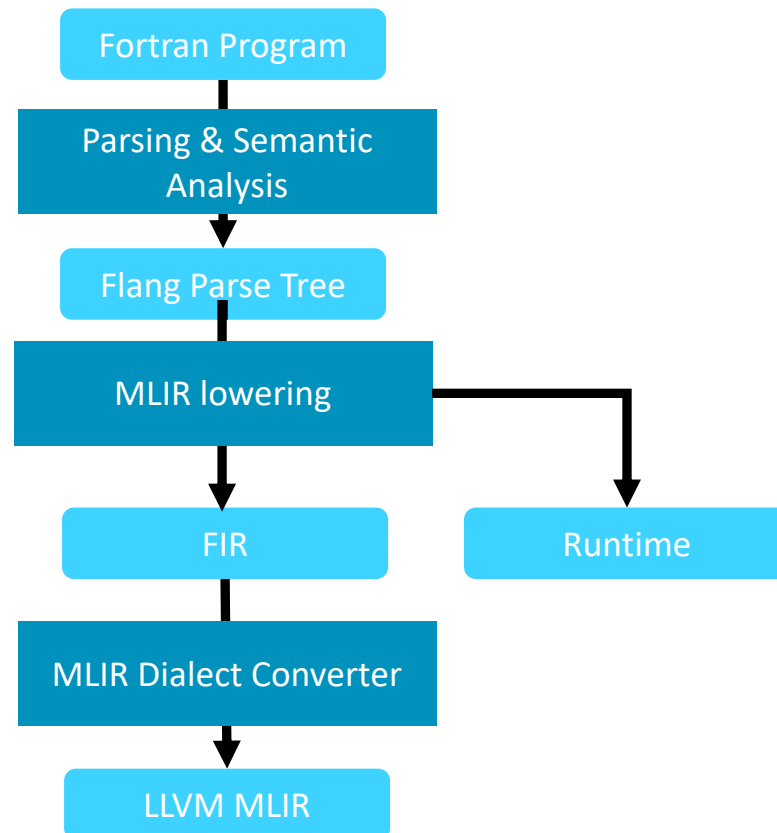 Fortran Program
Parsing & Semantic
Analysis
Flang Parse Tree
MLIR lowering
FIR
Runtime
MLIR Dialect Converter
LLVM MLIR